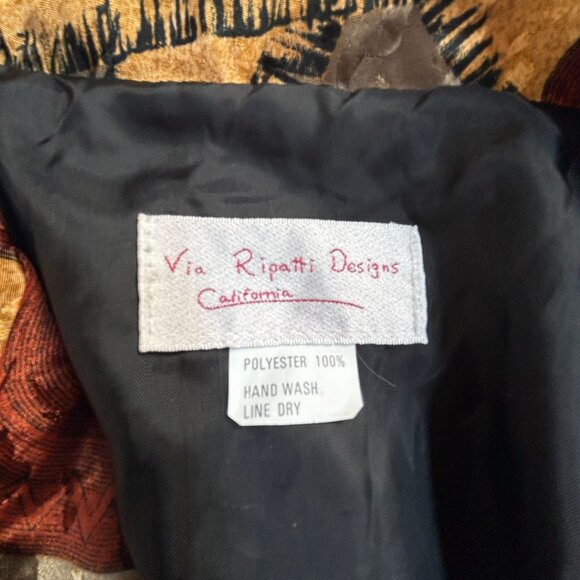 Via Ripatti Designs
California
POLYESTER 100%
HAND WASH
LINE DRY